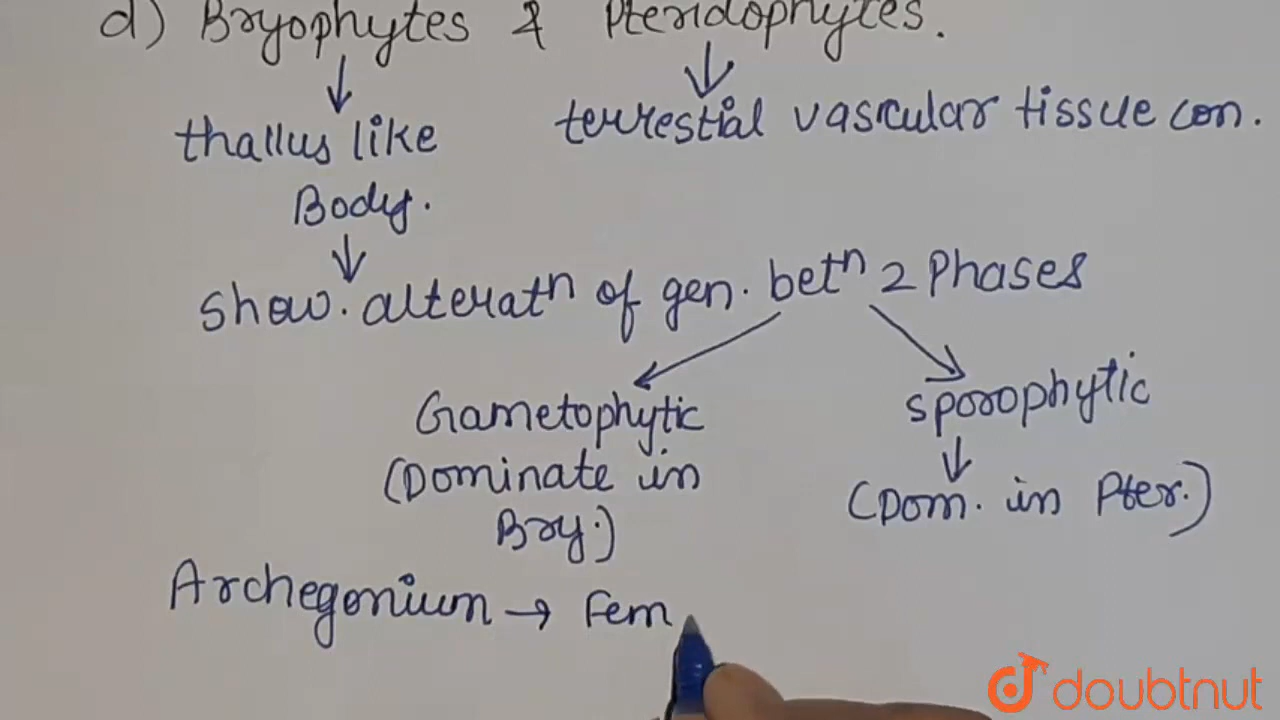 d) Bryophytes & Pteridophytes.
↓ ↓
thallus like terrestial vascular tissue con.
Body.
↓
show. alteratn of gen. betn 2 Phases
Gametophytic sporophytic
(Dominate in ↓
Bry.) (Dom. in Pter.)
Archegonium → Fem
doubtnut